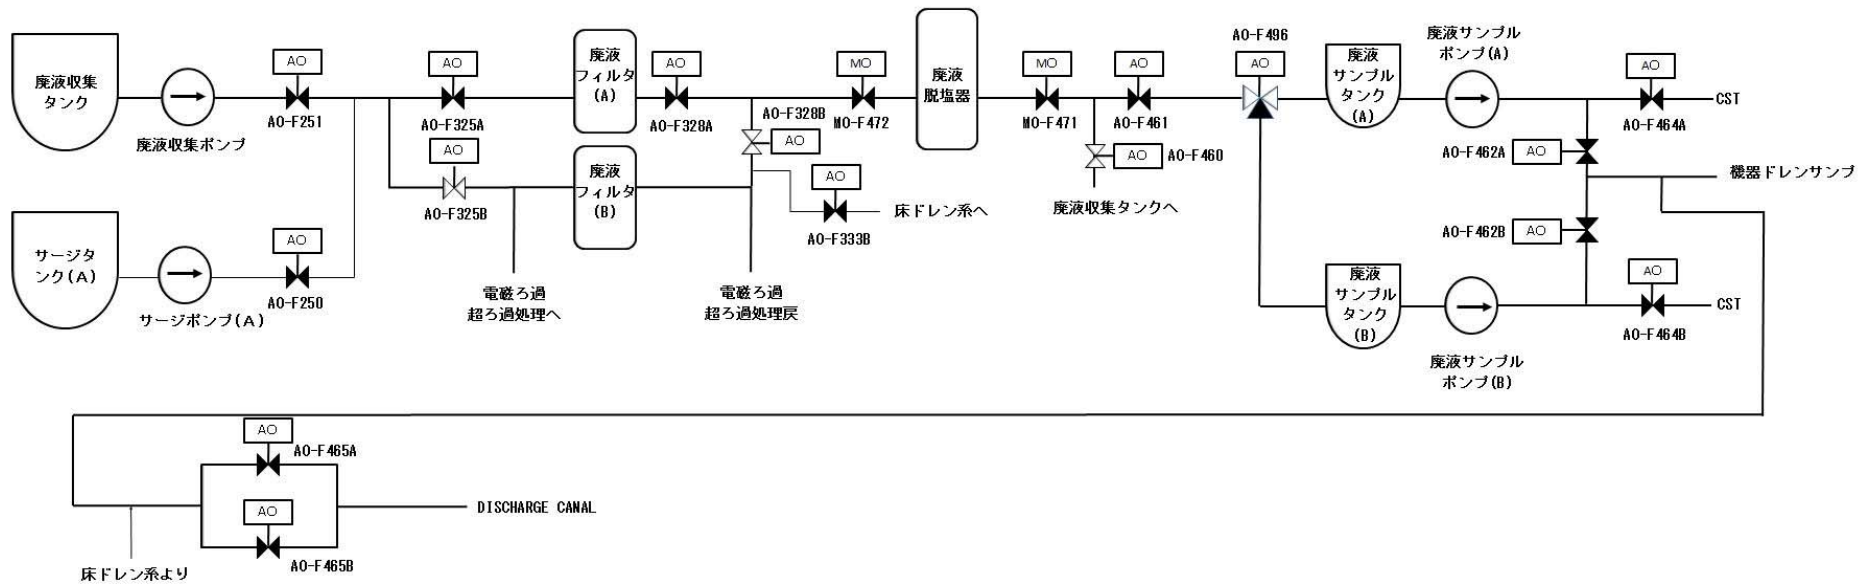 廃液収集
タンク
廃液収集ポンプ
AO
AO-F251
AO
AO-F325A
廃液
フィルタ
(A)
AO
AO-F328A
AO-F328B
AO
MO
MO-F472
廃液
脱塩器
MO
MO-F471
AO
AO-F461
AO
AO-F460
廃液収集タンクへ
AO-F496
AO
廃液
サンプル
タンク
(A)
廃液サンプル
ポンプ(A)
AO
AO-F464A
CST
AO-F462A
AO
機器ドレンサンプ
AO-F462B
AO
AO
AO-F325B
廃液
フィルタ
(B)
AO
AO-F333B
床ドレン系へ
電磁ろ過
超ろ過処理へ
電磁ろ過
超ろ過処理戻
サージタ
ンク(A)
サージポンプ(A)
AO
AO-F250
廃液
サンプル
タンク
(B)
廃液サンプル
ポンプ(B)
AO
AO-F464B
CST
AO
AO-F465A
AO
AO-F465B
DISCHARGE CANAL
床ドレン系より